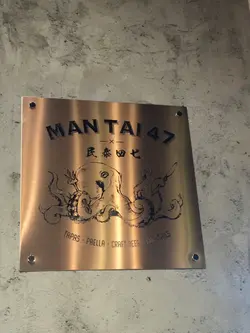 MAN TAI 47
×
民泰四七
TAPAS · PAELLA · CRAFT BEER